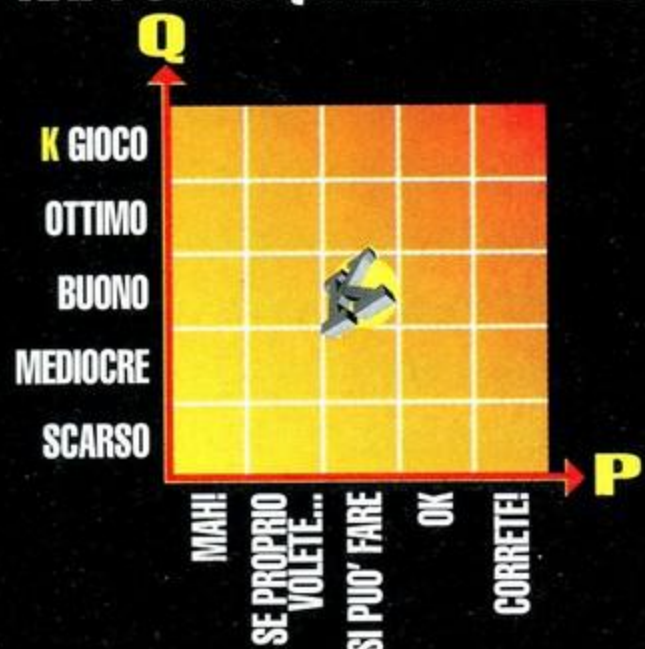 Q
K GIOCO
OTTIMO
BUONO
MEDIOCRE
SCARSO
P
MAH!
SE PROPRIO
VOLETE...
SI PUO' FARE
OK
CORRETE!